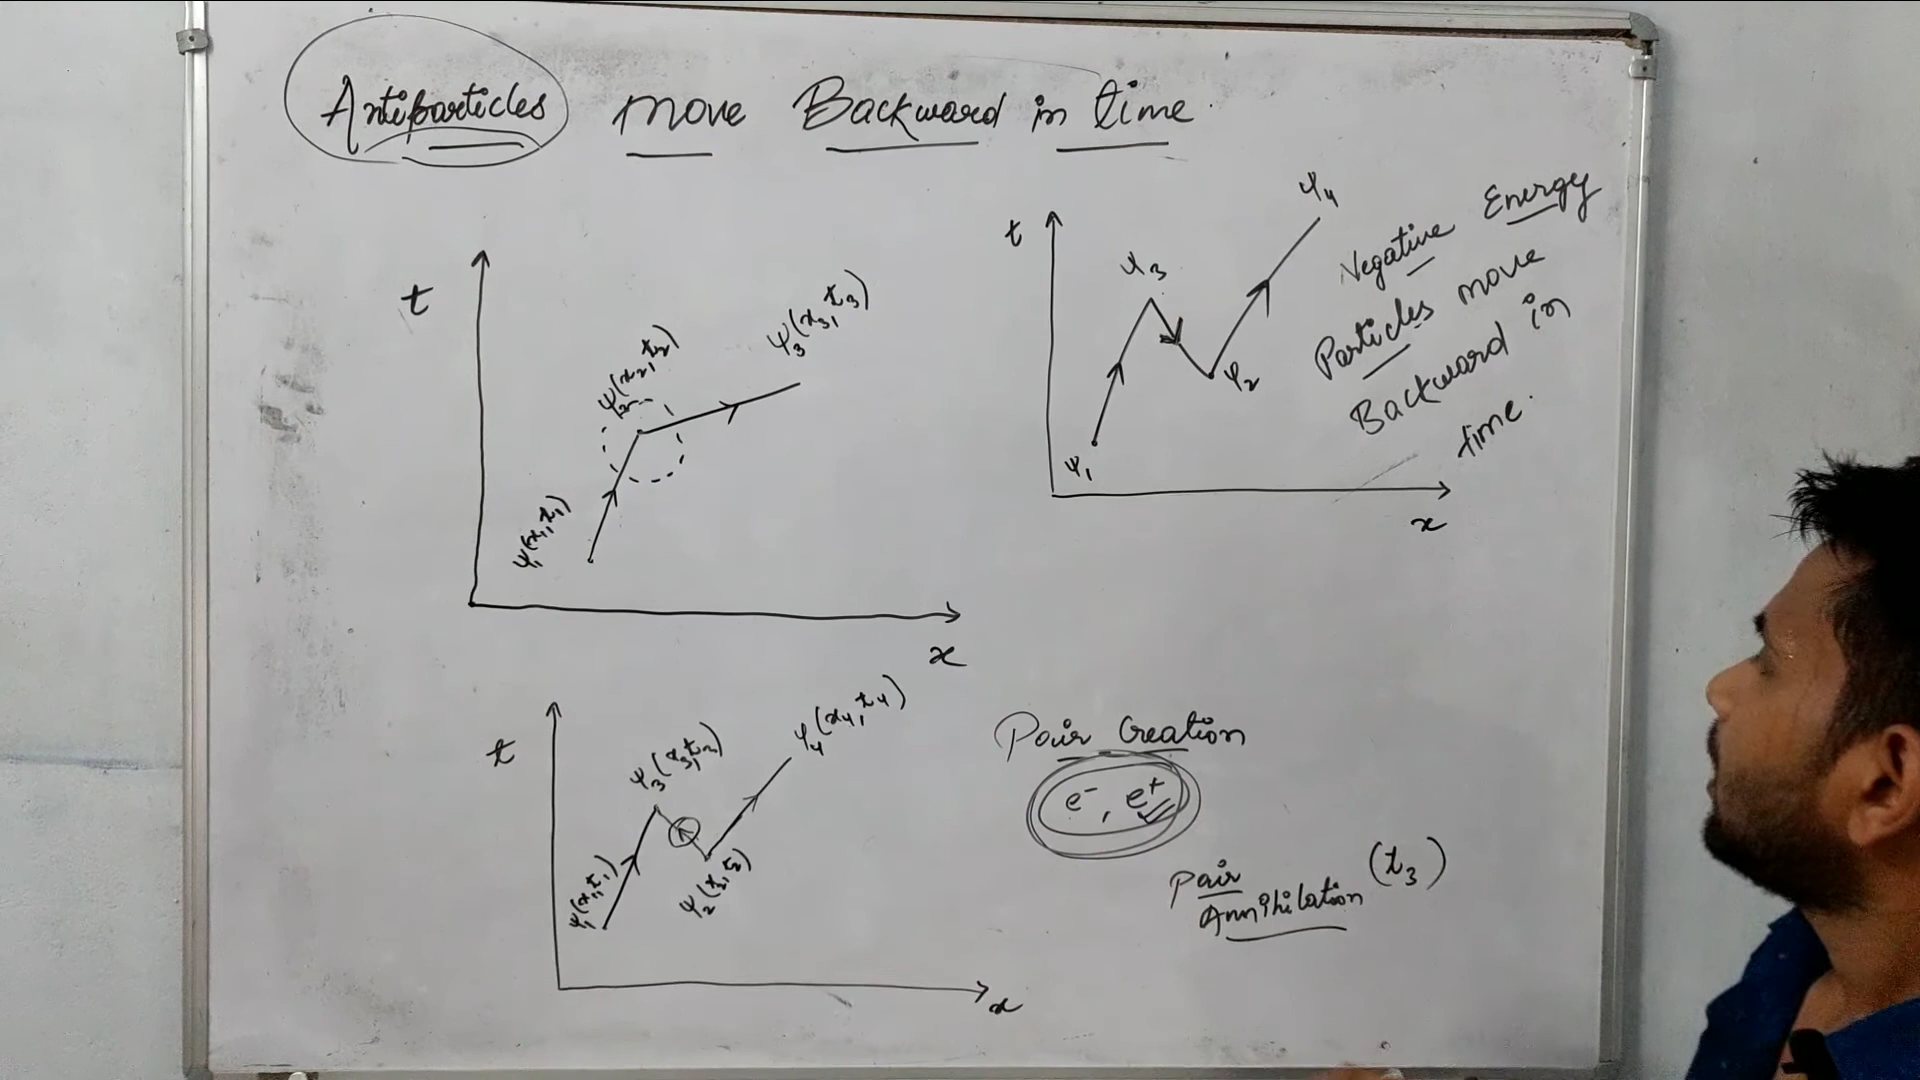 Antiparticles move Backward in time.
t
ψ₁(x₁,t₁)
ψ₂(x₂,t₂)
ψ₃(x₃,t₃)
x
t
ψ₁
ψ₃
ψ₂
ψ₄
x
Negative Energy
Particles move
Backward in
time.
t
ψ₁(x₁,t₁)
ψ₃(x₃,t₃)
ψ₂
ψ₄(x₄,t₄)
x
Pair Creation
e⁻, e⁺
Pair
Annihilation (t₃)